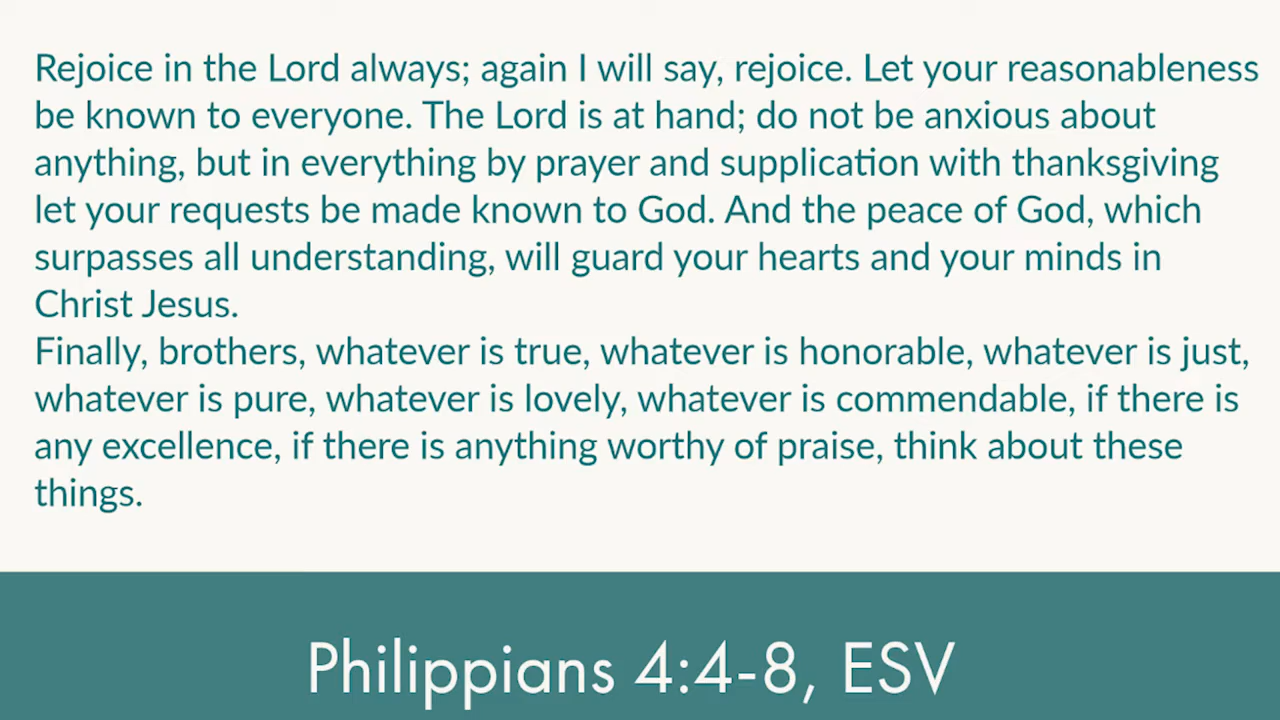 Rejoice in the Lord always; again I will say, rejoice. Let your reasonableness
be known to everyone. The Lord is at hand; do not be anxious about
anything, but in everything by prayer and supplication with thanksgiving
let your requests be made known to God. And the peace of God, which
surpasses all understanding, will guard your hearts and your minds in
Christ Jesus.
Finally, brothers, whatever is true, whatever is honorable, whatever is just,
whatever is pure, whatever is lovely, whatever is commendable, if there is
any excellence, if there is anything worthy of praise, think about these
things.
Philippians 4:4-8, ESV